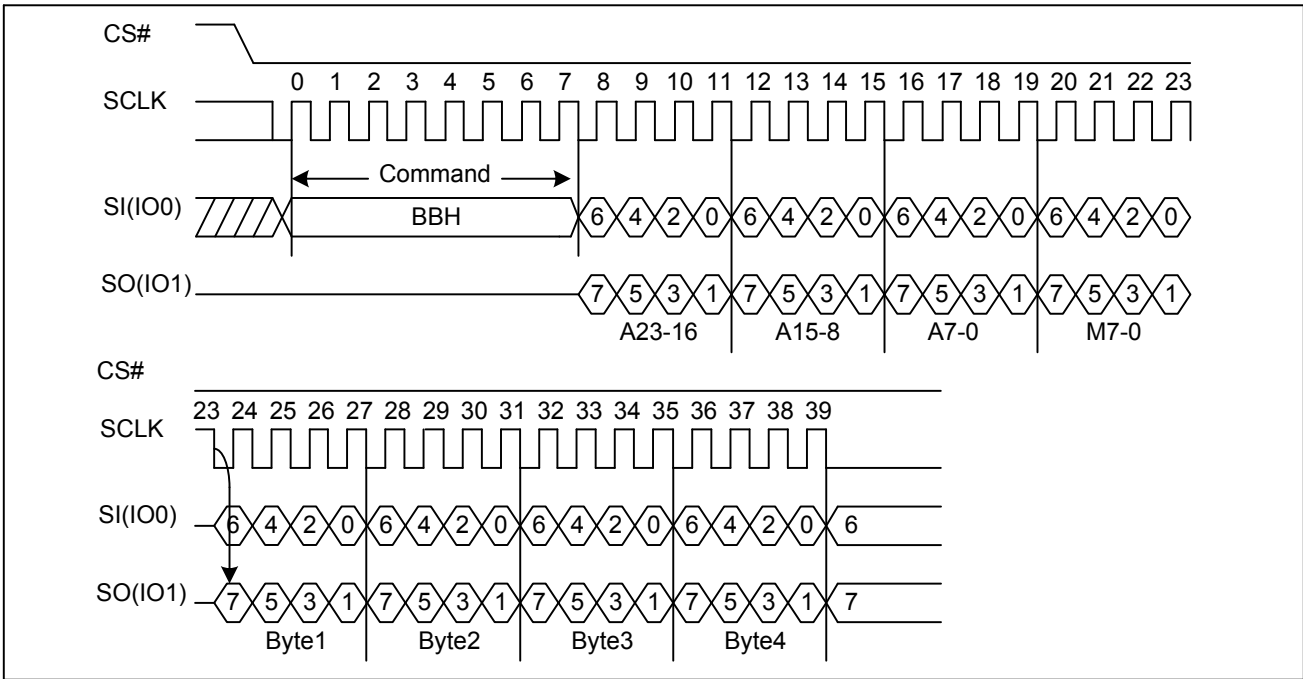 CS#
0 1 2 3 4 5 6 7 8 9 10 11 12 13 14 15 16 17 18 19 20 21 22 23
SCLK
Command
SI(IO0) BBH 6 4 2 0 6 4 2 0 6 4 2 0 6 4 2 0
SO(IO1) 7 5 3 1 7 5 3 1 7 5 3 1 7 5 3 1
A23-16 A15-8 A7-0 M7-0
CS#
23 24 25 26 27 28 29 30 31 32 33 34 35 36 37 38 39
SCLK
SI(IO0) 6 4 2 0 6 4 2 0 6 4 2 0 6 4 2 0 6
SO(IO1) 7 5 3 1 7 5 3 1 7 5 3 1 7 5 3 1 7
Byte1 Byte2 Byte3 Byte4